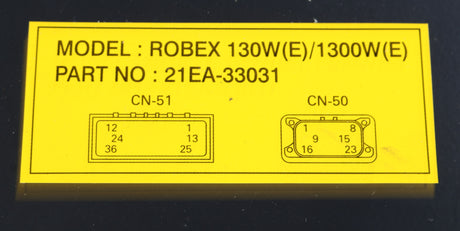 MODEL : ROBEX 130W(E)/1300W(E)
PART NO : 21EA-33031
CN-51 CN-50
12 1 1 8
24 13 9 15
36 25 16 23